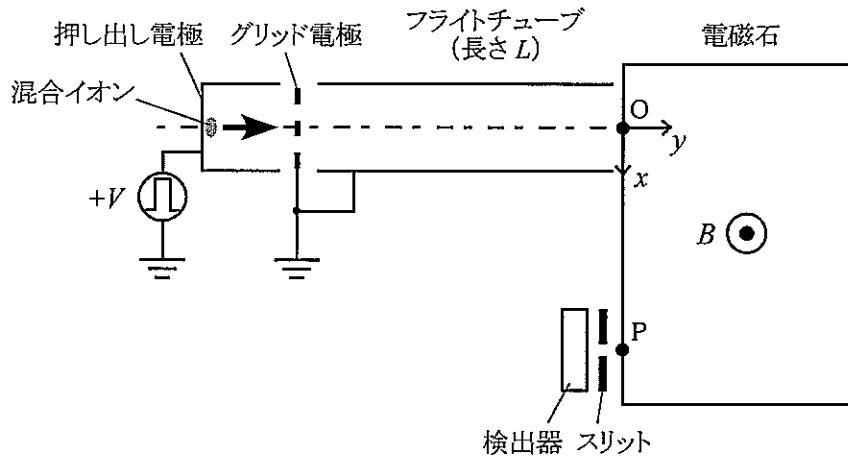 押し出し電極
グリッド電極
フライトチューブ
(長さ L)
電磁石
混合イオン
O
y
x
+V
B
P
検出器
スリット